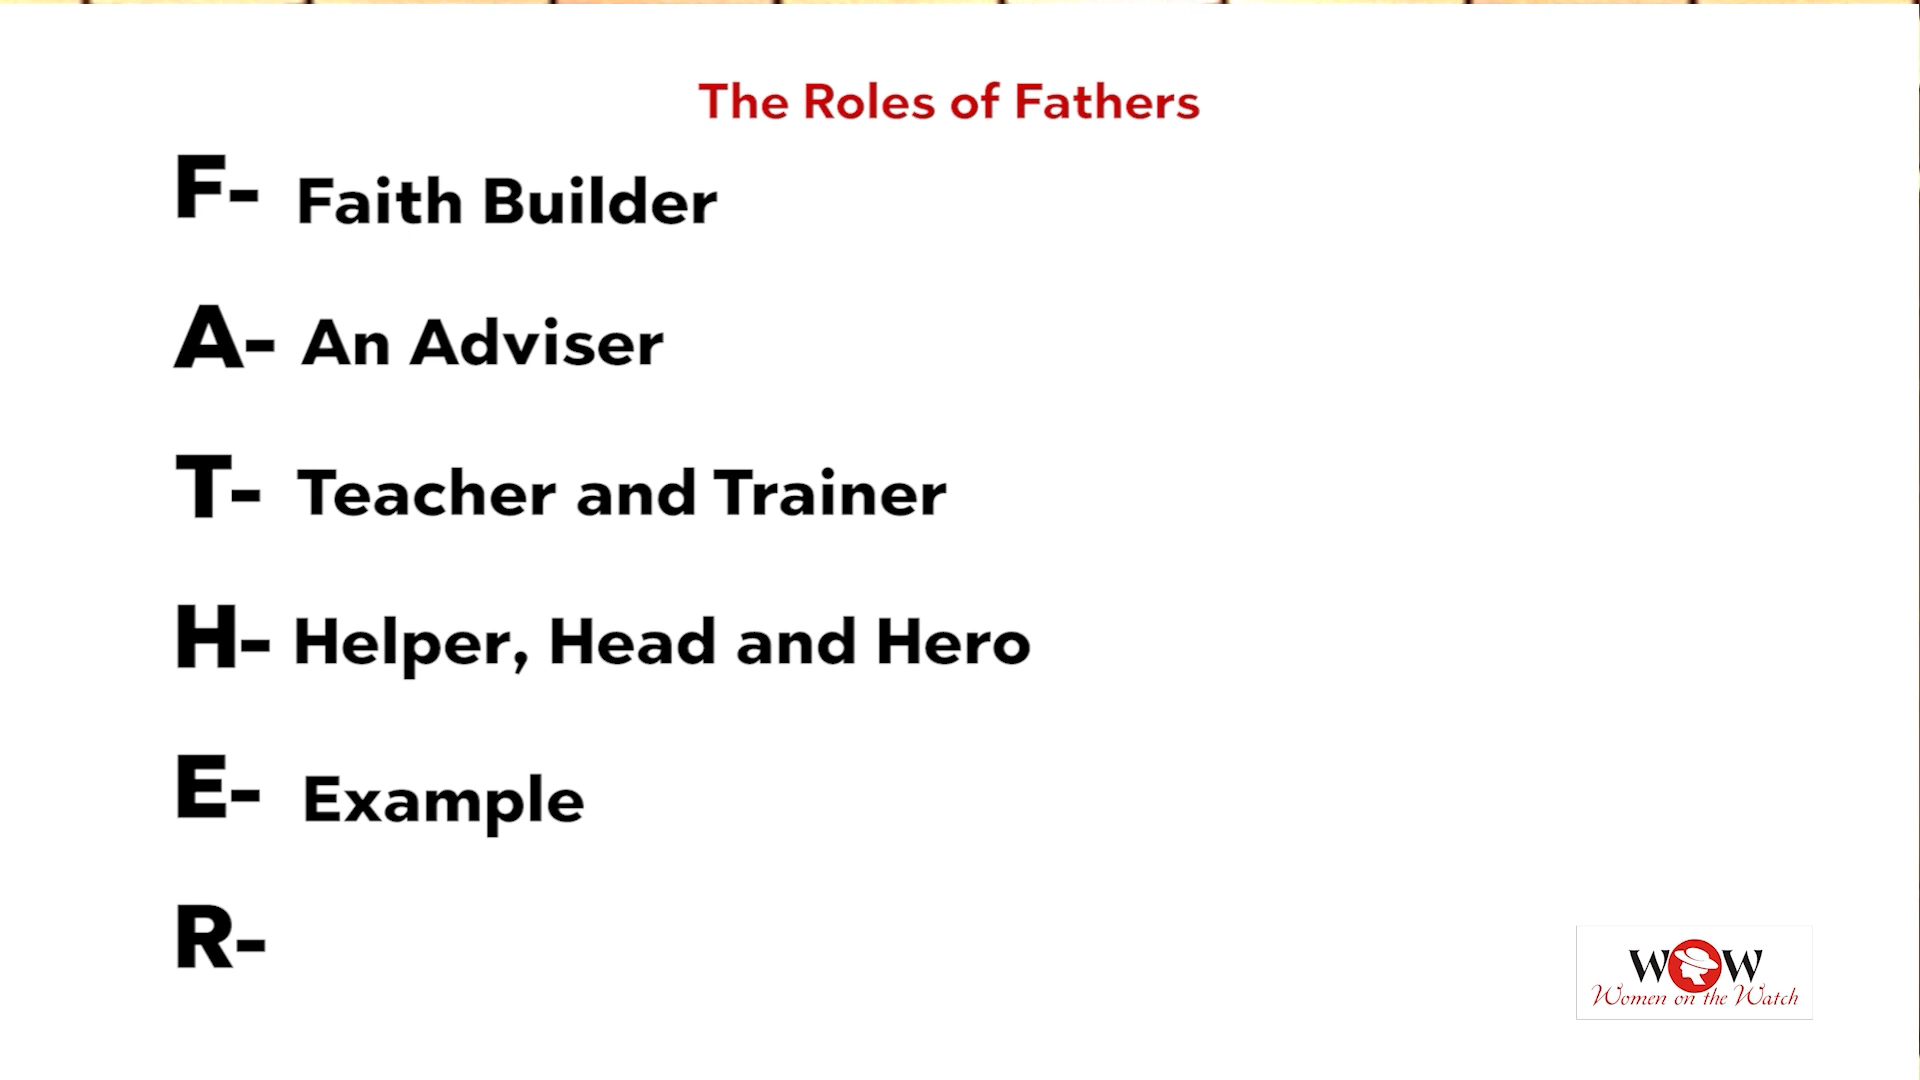 The Roles of Fathers
F- Faith Builder
A- An Adviser
T- Teacher and Trainer
H- Helper, Head and Hero
E- Example
R-
WOW
Women on the Watch